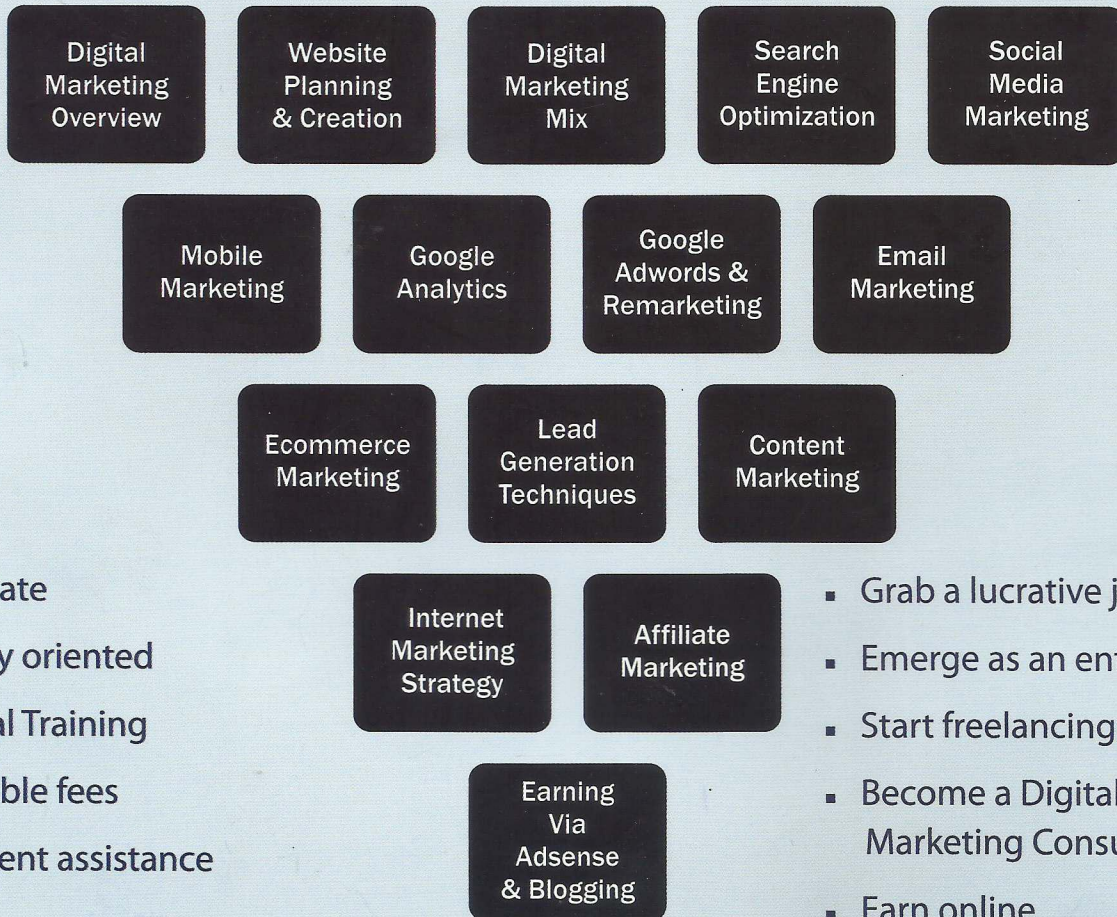 Digital
Marketing
Overview
Website
Planning
& Creation
Digital
Marketing
Mix
Search
Engine
Optimization
Social
Media
Marketing
Mobile
Marketing
Google
Analytics
Google
Adwords &
Remarketing
Email
Marketing
Ecommerce
Marketing
Lead
Generation
Techniques
Content
Marketing
Internet
Marketing
Strategy
Affiliate
Marketing
Earning
Via
Adsense
& Blogging
ate
y oriented
al Training
ble fees
ent assistance
▪ Grab a lucrative j
▪ Emerge as an ent
▪ Start freelancing
▪ Become a Digital
Marketing Consu
▪ Earn online